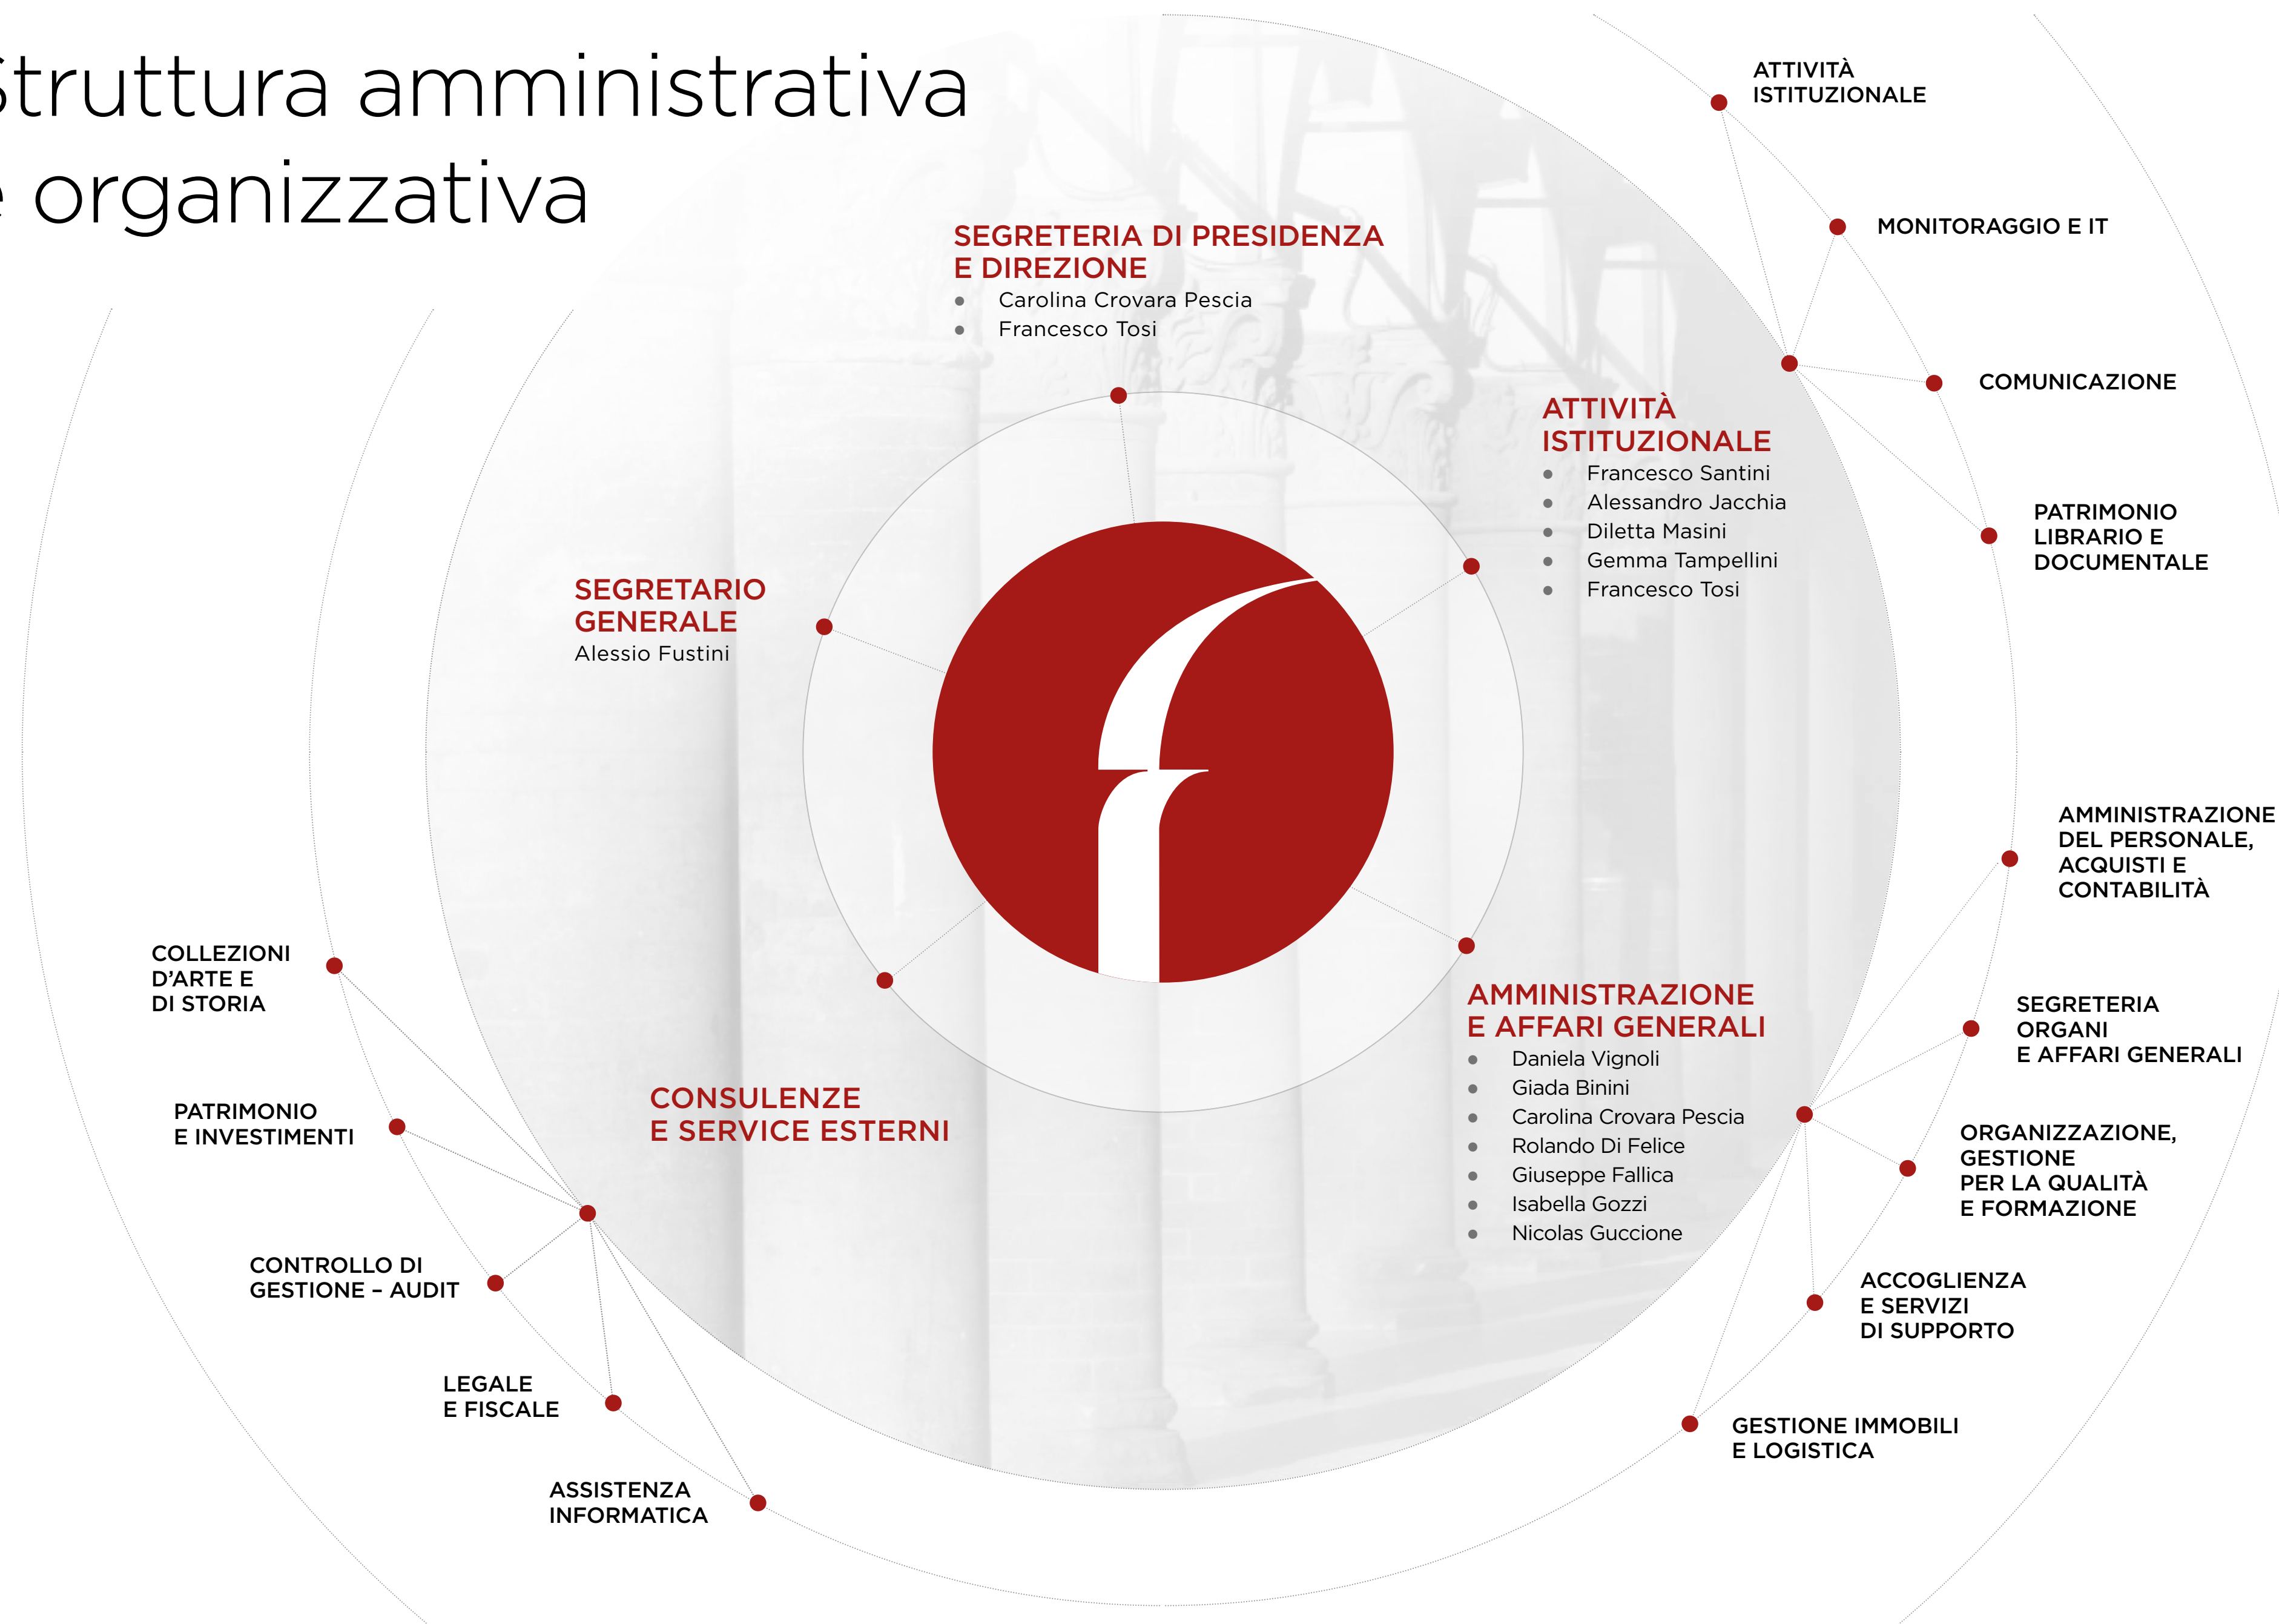 Struttura amministrativa
e organizzativa
SEGRETERIA DI PRESIDENZA
E DIREZIONE
• Carolina Crovara Pescia
• Francesco Tosi
ATTIVITÀ
ISTITUZIONALE
• Francesco Santini
• Alessandro Jacchia
• Diletta Masini
• Gemma Tampellini
• Francesco Tosi
SEGRETARIO
GENERALE
Alessio Fustini
AMMINISTRAZIONE
E AFFARI GENERALI
• Daniela Vignoli
• Giada Binini
• Carolina Crovara Pescia
• Rolando Di Felice
• Giuseppe Fallica
• Isabella Gozzi
• Nicolas Guccione
CONSULENZE
E SERVICE ESTERNI
ATTIVITÀ
ISTITUZIONALE
MONITORAGGIO E IT
COMUNICAZIONE
PATRIMONIO
LIBRARIO E
DOCUMENTALE
AMMINISTRAZIONE
DEL PERSONALE,
ACQUISTI E
CONTABILITÀ
SEGRETERIA
ORGANI
E AFFARI GENERALI
ORGANIZZAZIONE,
GESTIONE
PER LA QUALITÀ
E FORMAZIONE
ACCOGLIENZA
E SERVIZI
DI SUPPORTO
GESTIONE IMMOBILI
E LOGISTICA
COLLEZIONI
D'ARTE E
DI STORIA
PATRIMONIO
E INVESTIMENTI
CONTROLLO DI
GESTIONE – AUDIT
LEGALE
E FISCALE
ASSISTENZA
INFORMATICA